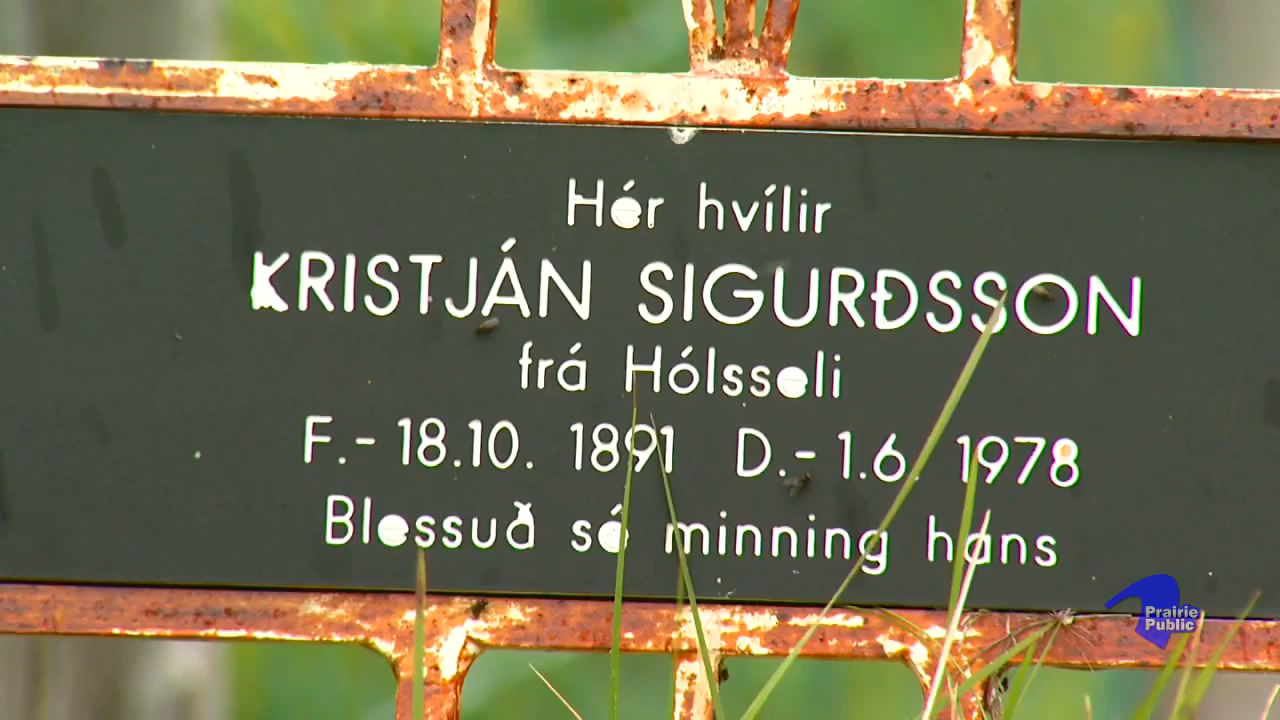 Hér hvílir
KRISTJÁN SIGURÐSSON
frá Hólsseli
F.- 18.10. 1891 D.- 1.6. 1978
Blessuð sé minning hans
Prairie
Public